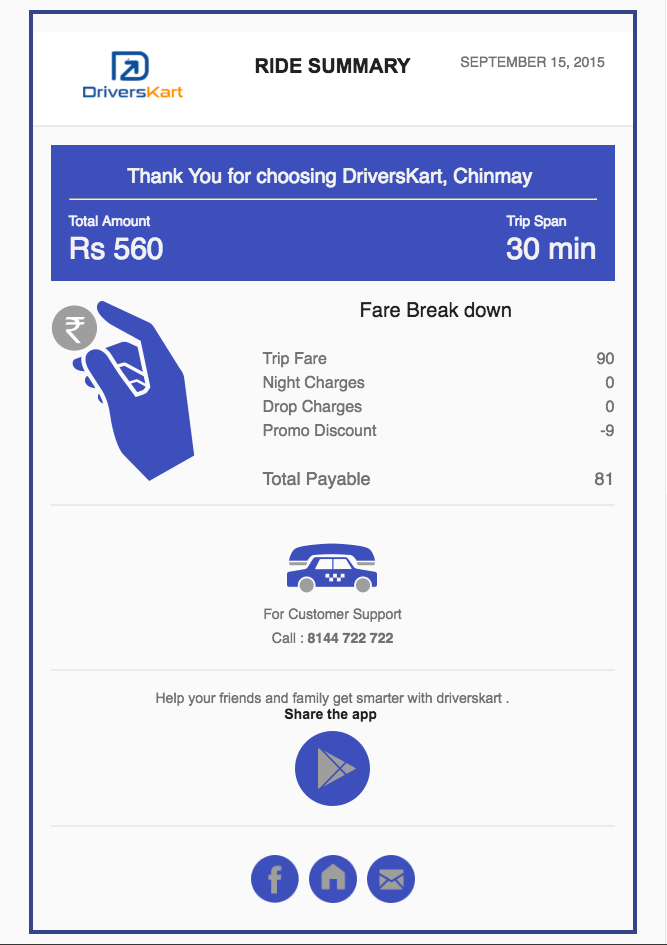 DriversKart
RIDE SUMMARY
SEPTEMBER 15, 2015
Thank You for choosing DriversKart, Chinmay
Total Amount
Trip Span
Rs 560
30 min
₹
Fare Break down
Trip Fare 90
Night Charges 0
Drop Charges 0
Promo Discount -9
Total Payable 81
For Customer Support
Call : 8144 722 722
Help your friends and family get smarter with driverskart .
Share the app
f